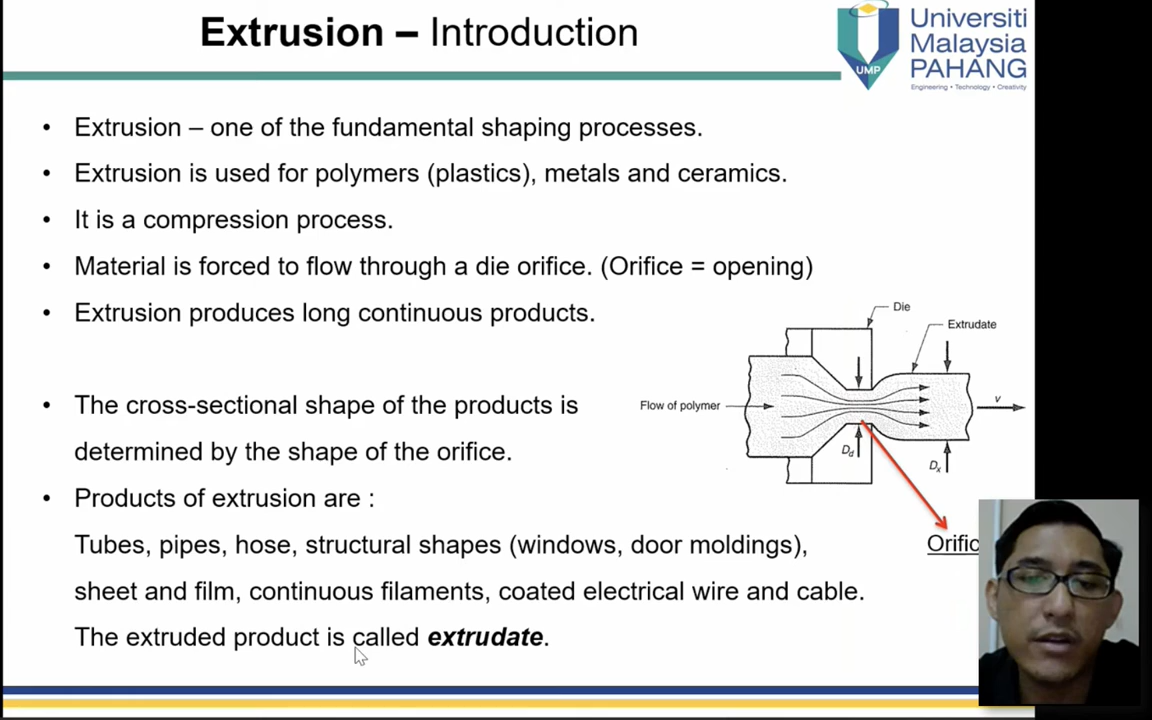 Extrusion – Introduction
UMP
Universiti
Malaysia
PAHANG
Engineering • Technology • Creativity
• Extrusion – one of the fundamental shaping processes.
• Extrusion is used for polymers (plastics), metals and ceramics.
• It is a compression process.
• Material is forced to flow through a die orifice. (Orifice = opening)
• Extrusion produces long continuous products.
Die
Extrudate
Flow of polymer
v
Dd
Dx
• The cross-sectional shape of the products is
determined by the shape of the orifice.
• Products of extrusion are :
Tubes, pipes, hose, structural shapes (windows, door moldings),
Orific
sheet and film, continuous filaments, coated electrical wire and cable.
The extruded product is called extrudate.